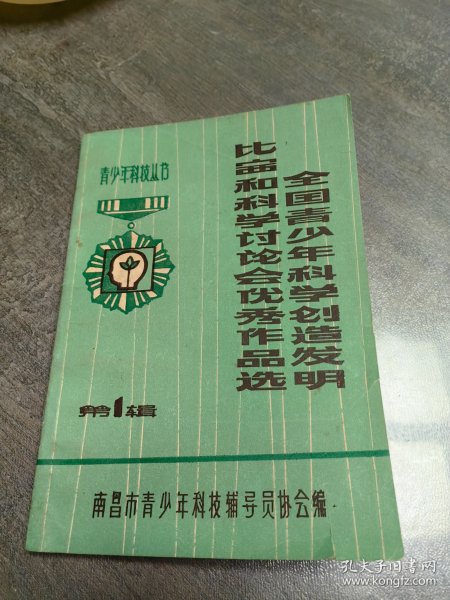 青少年科技丛书
全国青少年科学创造发明
比赛和科学讨论会优秀作品选
第1辑
南昌市青少年科技辅导员协会编
孔夫子旧书网
www.kongfz.com